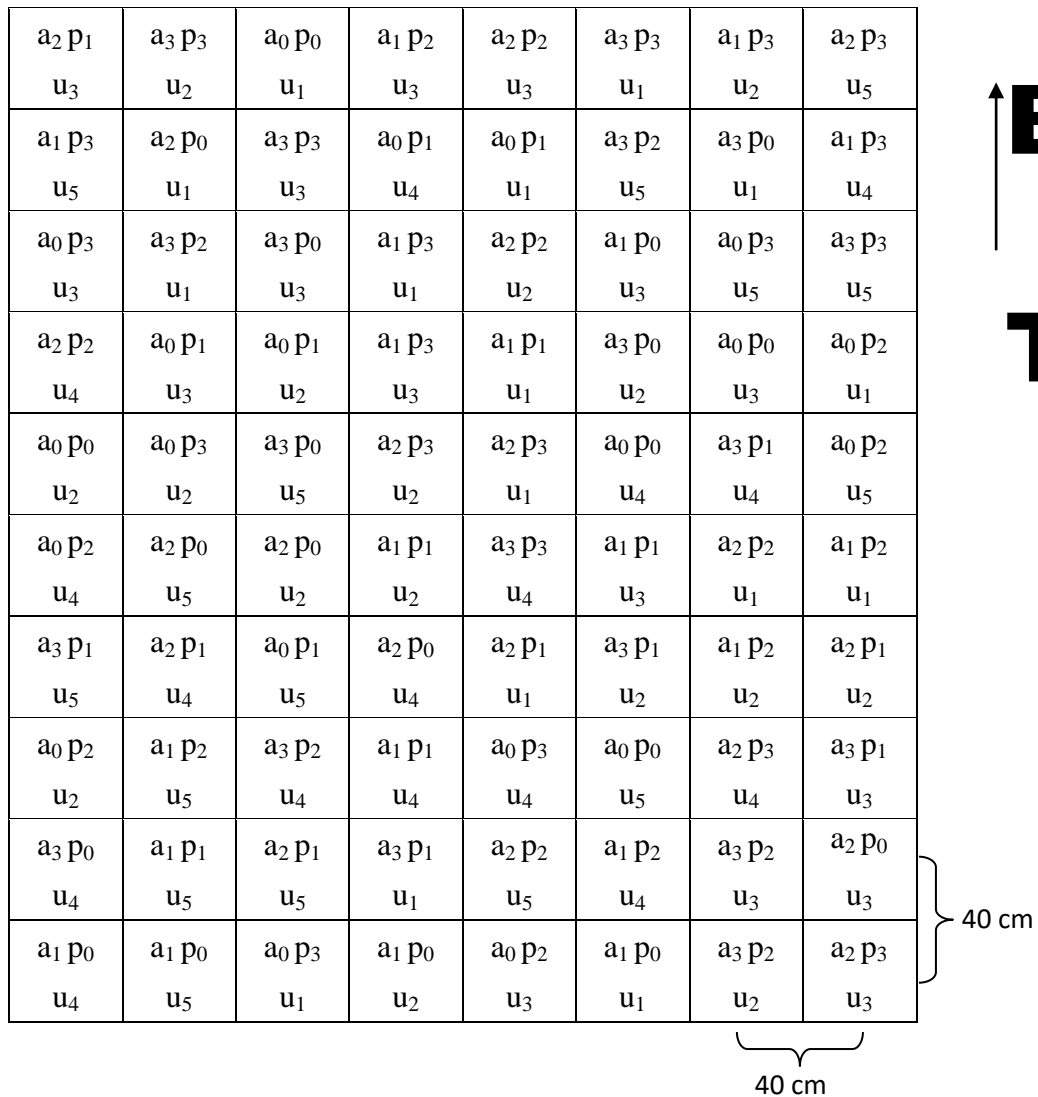 a₂ p₁ a₃ p₃ a₀ p₀ a₁ p₂ a₂ p₂ a₃ p₃ a₁ p₃ a₂ p₃
u₃ u₂ u₁ u₃ u₃ u₁ u₂ u₅
a₁ p₃ a₂ p₀ a₃ p₃ a₀ p₁ a₀ p₁ a₃ p₂ a₃ p₀ a₁ p₃
u₅ u₁ u₃ u₄ u₁ u₅ u₁ u₄
a₀ p₃ a₃ p₂ a₃ p₀ a₁ p₃ a₂ p₂ a₁ p₀ a₀ p₃ a₃ p₃
u₃ u₁ u₃ u₁ u₂ u₃ u₅ u₅
a₂ p₂ a₀ p₁ a₀ p₁ a₁ p₃ a₁ p₁ a₃ p₀ a₀ p₀ a₀ p₂
u₄ u₃ u₂ u₃ u₁ u₂ u₃ u₁
a₀ p₀ a₀ p₃ a₃ p₀ a₂ p₃ a₂ p₃ a₀ p₀ a₃ p₁ a₀ p₂
u₂ u₂ u₅ u₂ u₁ u₄ u₄ u₅
a₀ p₂ a₂ p₀ a₂ p₀ a₁ p₁ a₃ p₃ a₁ p₁ a₂ p₂ a₁ p₂
u₄ u₅ u₂ u₂ u₄ u₃ u₁ u₁
a₃ p₁ a₂ p₁ a₀ p₁ a₂ p₀ a₂ p₁ a₃ p₁ a₁ p₂ a₂ p₁
u₅ u₄ u₅ u₄ u₁ u₂ u₂ u₂
a₀ p₂ a₁ p₂ a₃ p₂ a₁ p₁ a₀ p₃ a₀ p₀ a₂ p₃ a₃ p₁
u₂ u₅ u₄ u₄ u₄ u₅ u₄ u₃
a₃ p₀ a₁ p₁ a₂ p₁ a₃ p₁ a₂ p₂ a₁ p₂ a₃ p₂ a₂ p₀
u₄ u₅ u₅ u₁ u₅ u₄ u₃ u₃
40 cm
a₁ p₀ a₁ p₀ a₀ p₃ a₁ p₀ a₀ p₂ a₁ p₀ a₃ p₂ a₂ p₃
u₄ u₅ u₁ u₂ u₃ u₁ u₂ u₃
40 cm